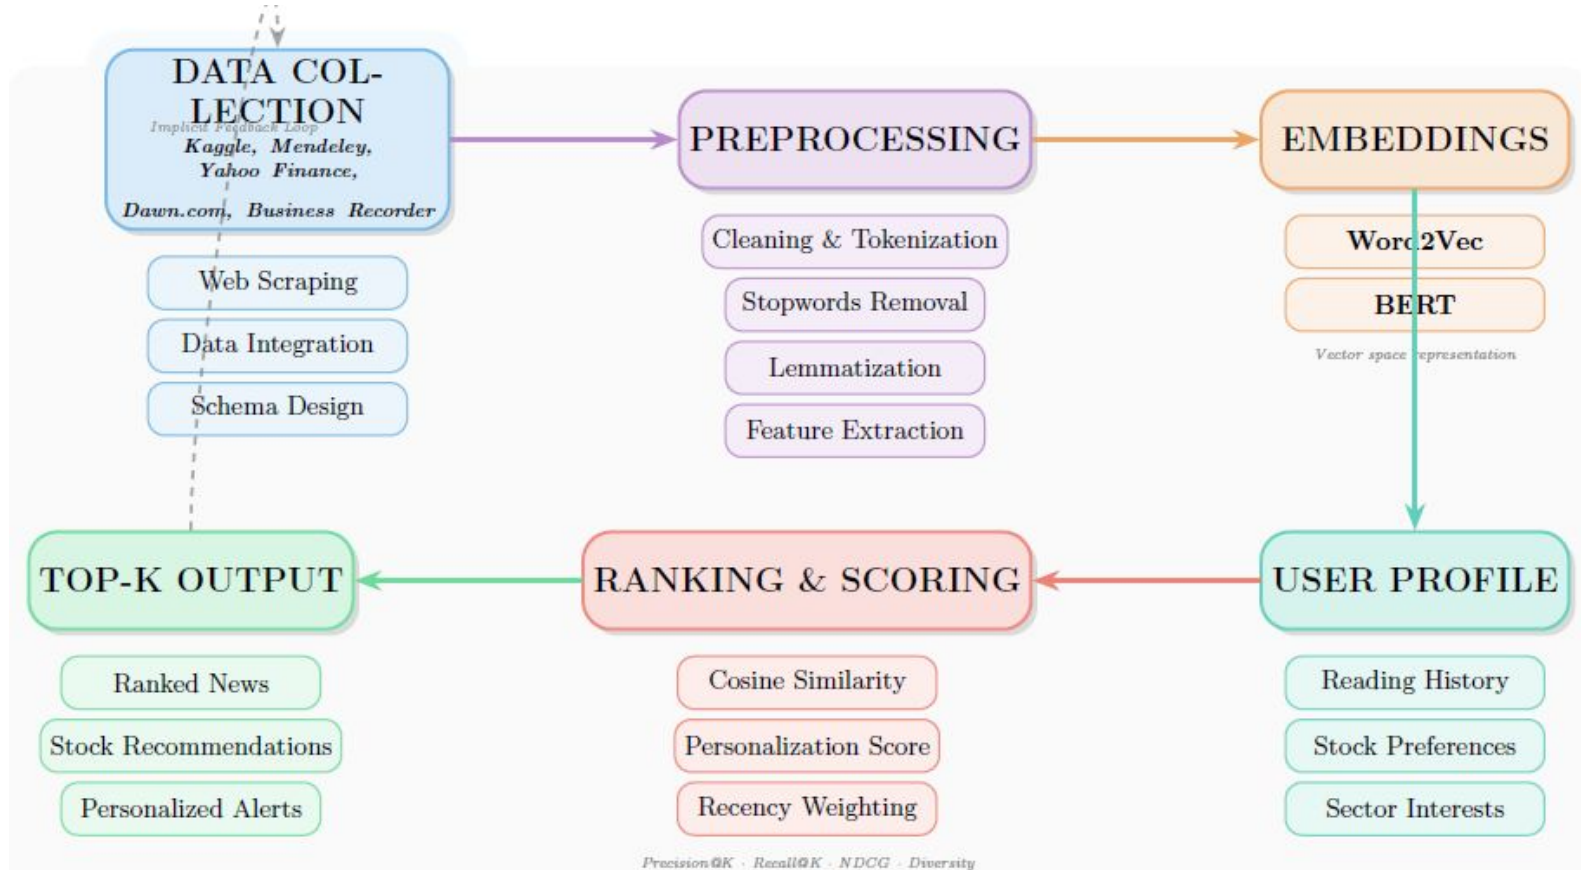 DATA COL-
LECTION
Implicit Feedback Loop
Kaggle, Mendeley,
Yahoo Finance,
Dawn.com, Business Recorder
Web Scraping
Data Integration
Schema Design
PREPROCESSING
Cleaning & Tokenization
Stopwords Removal
Lemmatization
Feature Extraction
EMBEDDINGS
Word2Vec
BERT
Vector space representation
TOP-K OUTPUT
Ranked News
Stock Recommendations
Personalized Alerts
RANKING & SCORING
Cosine Similarity
Personalization Score
Recency Weighting
Precision@K · Recall@K · NDCG · Diversity
USER PROFILE
Reading History
Stock Preferences
Sector Interests